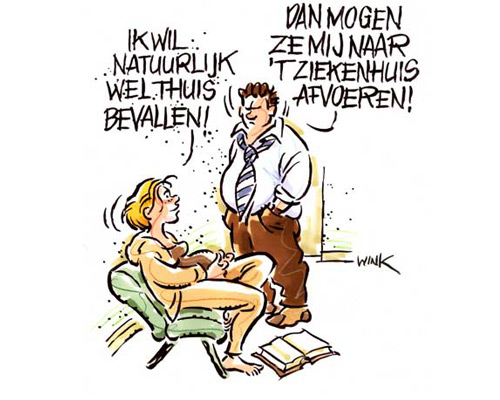 IK WIL
NATUURLIJK
WEL THUIS
BEVALLEN!
DAN MOGEN
ZE MIJ NAAR
'T ZIEKENHUIS
AFVOEREN!
WINK